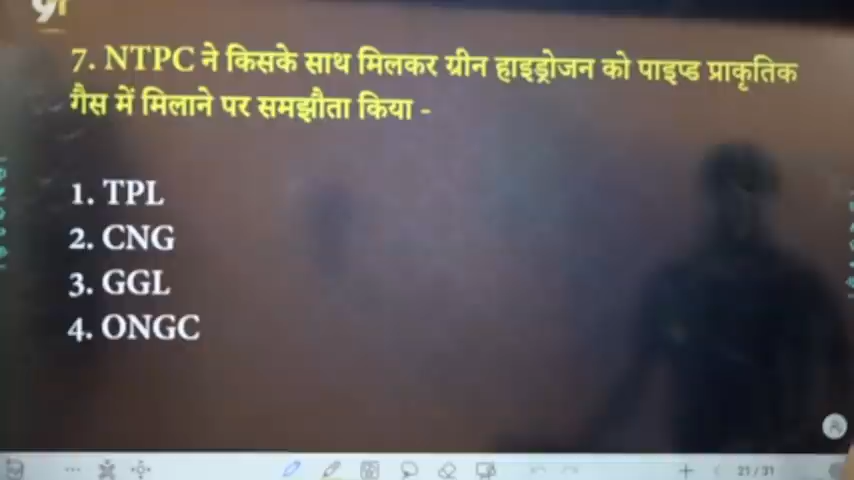 7. NTPC ने किसके साथ मिलकर ग्रीन हाइड्रोजन को पाइप्ड प्राकृतिक
गैस में मिलाने पर समझौता किया -
1. TPL
2. CNG
3. GGL
4. ONGC
21 / 31